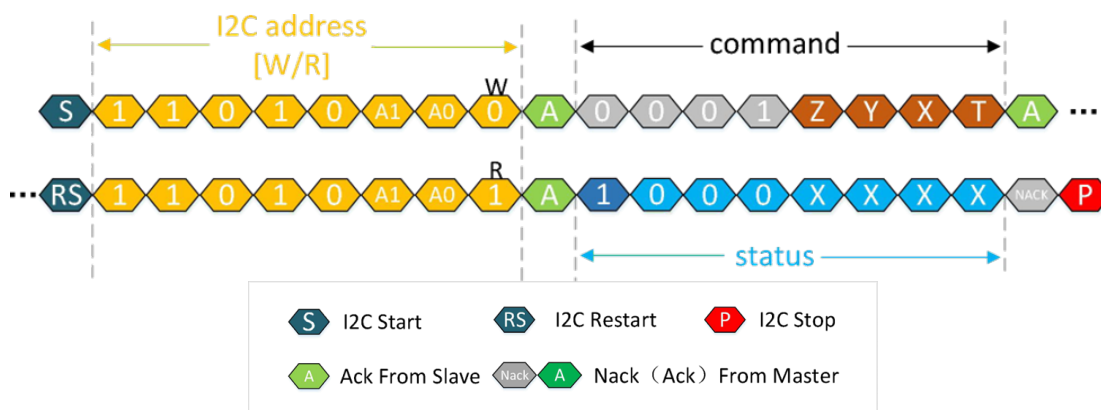 I2C address
[W/R]
command
W
S 1 1 0 1 0 A1 A0 0 A 0 0 0 1 Z Y X T A ...
R
... RS 1 1 0 1 0 A1 A0 1 A 1 0 0 0 X X X X NACK P
status
S I2C Start RS I2C Restart P I2C Stop
A Ack From Slave Nack A Nack（Ack）From Master